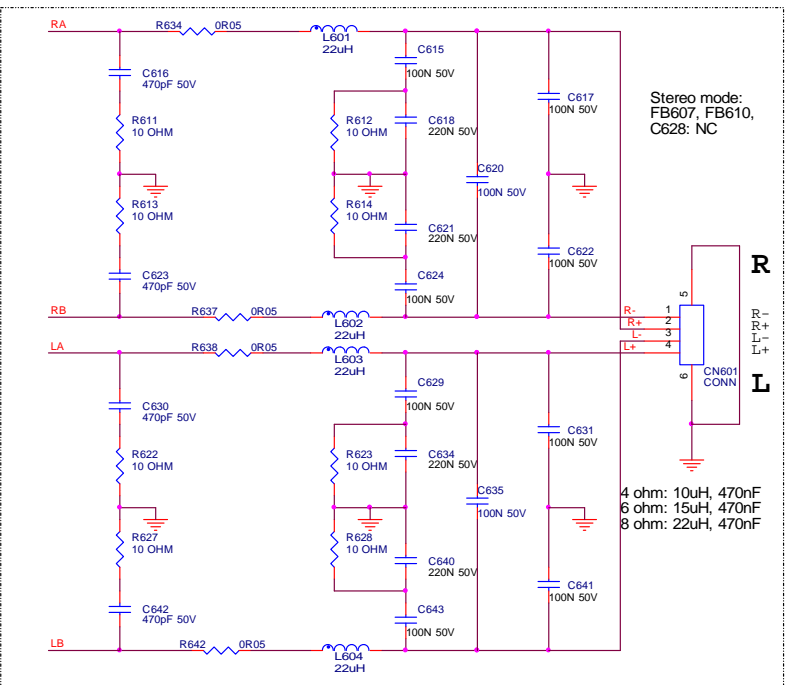 RA
R634
0R05
L601
22uH
C615
100N 50V
C616
470pF 50V
R611
10 OHM
R612
10 OHM
C618
220N 50V
C617
100N 50V
Stereo mode:
FB607, FB610,
C628: NC
C620
100N 50V
R613
10 OHM
R614
10 OHM
C621
220N 50V
C622
100N 50V
C623
470pF 50V
C624
100N 50V
RB
R637
0R05
L602
22uH
LA
R638
0R05
L603
22uH
R-
R+
L-
L+
1
2
3
4
5
6
CN601
CONN
R
R-
R+
L-
L+
L
C629
100N 50V
C630
470pF 50V
R622
10 OHM
R623
10 OHM
C634
220N 50V
C631
100N 50V
C635
100N 50V
4 ohm: 10uH, 470nF
6 ohm: 15uH, 470nF
8 ohm: 22uH, 470nF
R627
10 OHM
R628
10 OHM
C640
220N 50V
C641
100N 50V
C642
470pF 50V
C643
100N 50V
LB
R642
0R05
L604
22uH